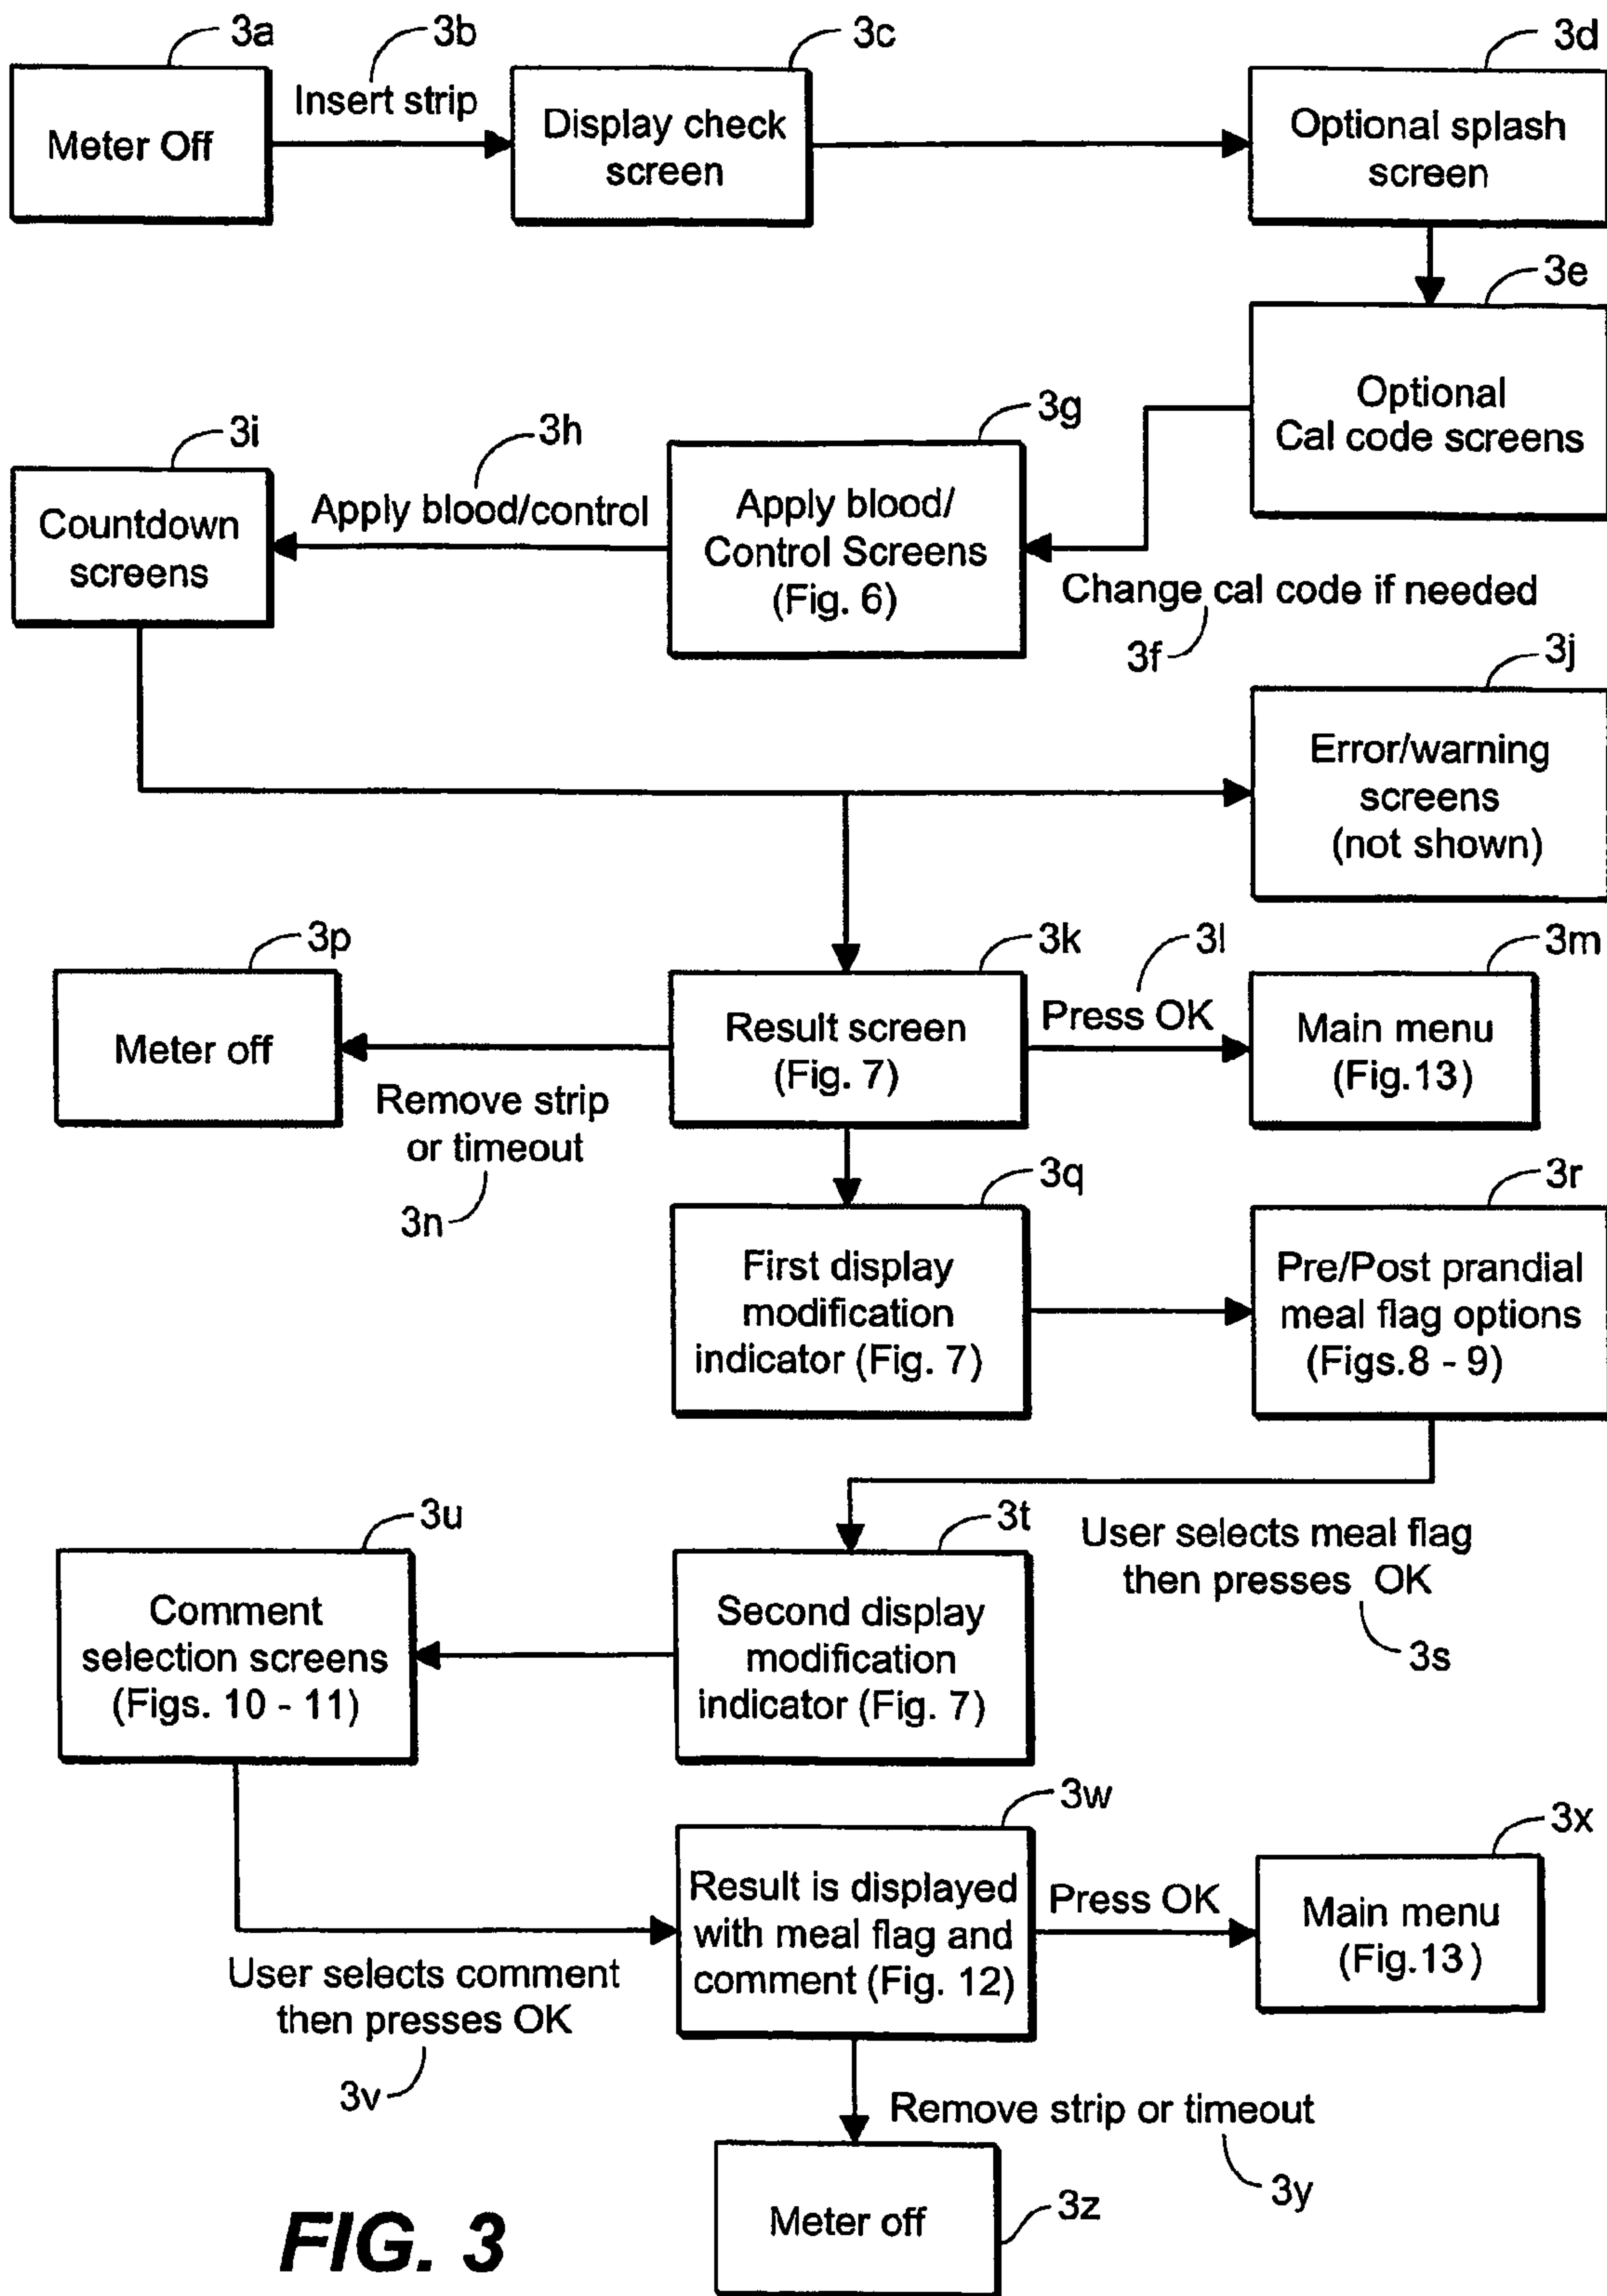 3a
3b
3c
3d
Meter Off
Insert strip
Display check
screen
Optional splash
screen
3e
Optional
Cal code screens
3g
3h
3i
Countdown
screens
Apply blood/control
Apply blood/
Control Screens
(Fig. 6)
Change cal code if needed
3f
3j
Error/warning
screens
(not shown)
3p
3k
3l
3m
Meter off
Remove strip
or timeout
3n
Result screen
(Fig. 7)
Press OK
Main menu
(Fig.13)
3q
3r
First display
modification
indicator (Fig. 7)
Pre/Post prandial
meal flag options
(Figs.8 - 9)
3u
3t
User selects meal flag
then presses OK
3s
Comment
selection screens
(Figs. 10 - 11)
Second display
modification
indicator (Fig. 7)
3w
3x
Result is displayed
with meal flag and
comment (Fig. 12)
Press OK
Main menu
(Fig.13)
User selects comment
then presses OK
3v
Remove strip or timeout
3y
Meter off
3z
FIG. 3